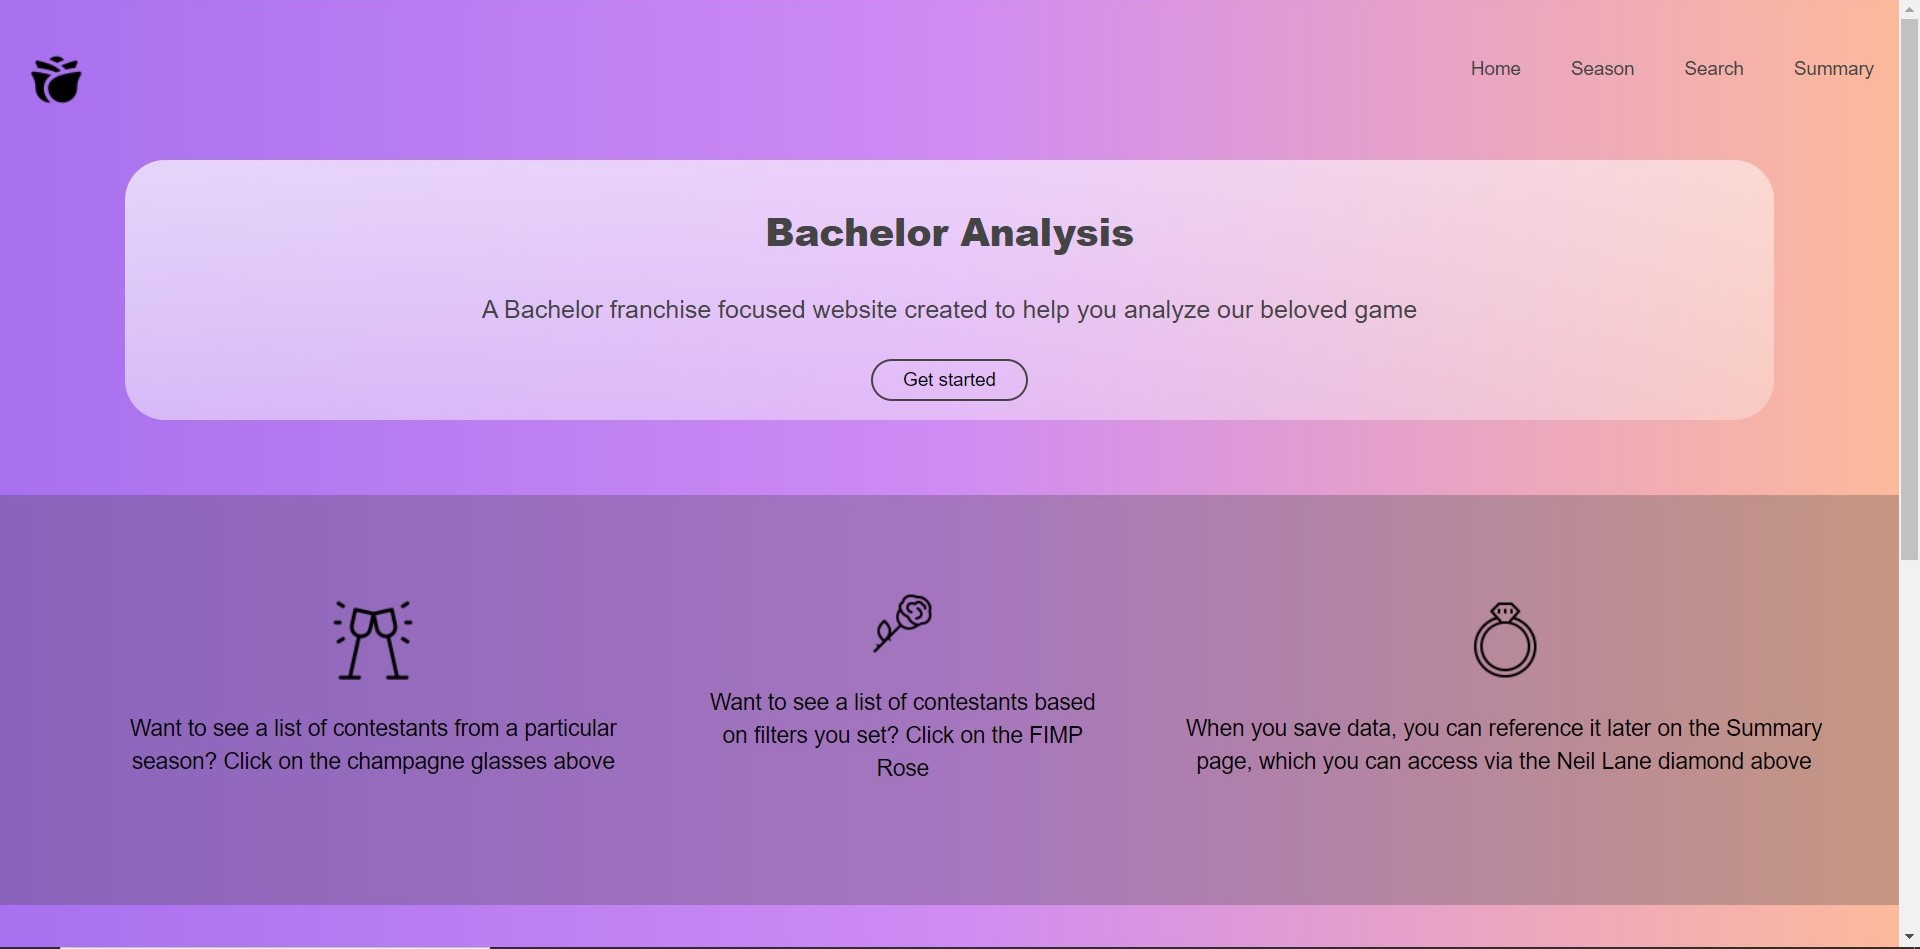 Home
Season
Search
Summary
Bachelor Analysis
A Bachelor franchise focused website created to help you analyze our beloved game
Get started
Want to see a list of contestants from a particular
season? Click on the champagne glasses above
Want to see a list of contestants based
on filters you set? Click on the FIMP
Rose
When you save data, you can reference it later on the Summary
page, which you can access via the Neil Lane diamond above